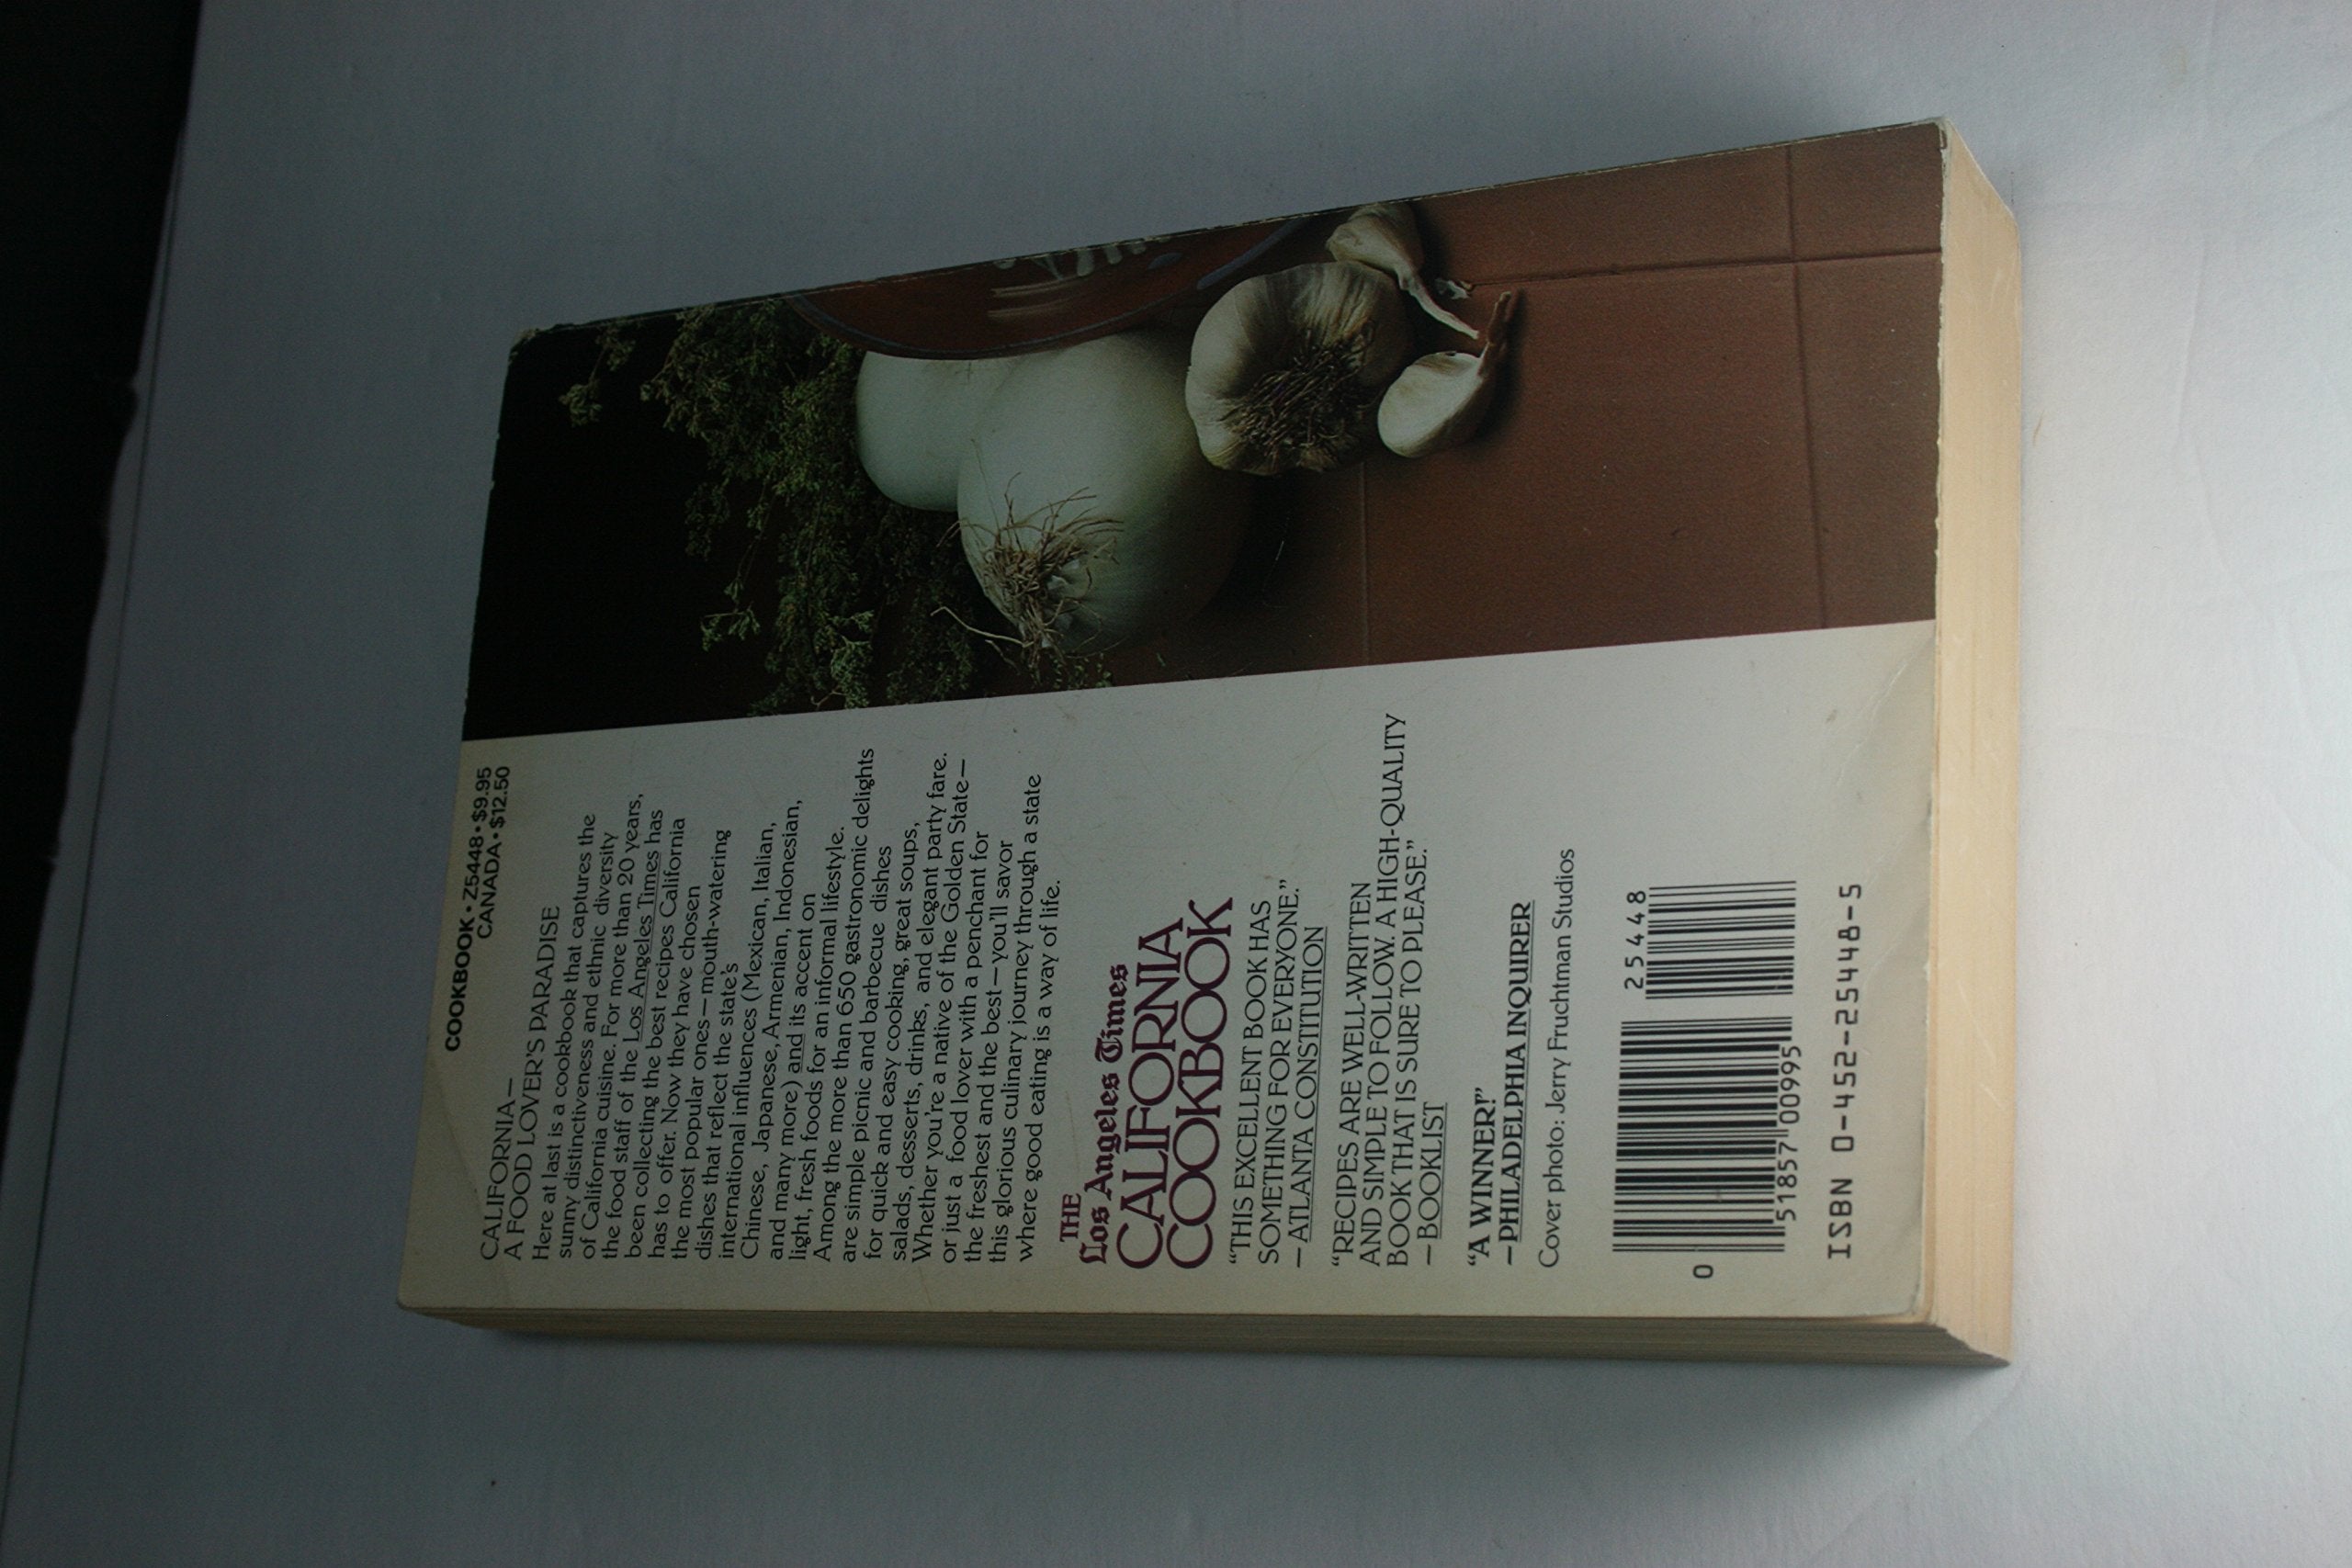 COOKBOOK • Z5448 • $9.95
CANADA • $12.50
CALIFORNIA—
A FOOD LOVER'S PARADISE
Here at last is a cookbook that captures the
sunny distinctiveness and ethnic diversity
of California cuisine. For more than 20 years,
the food staff of the Los Angeles Times has
been collecting the best recipes California
has to offer. Now they have chosen
the most popular ones—mouth-watering
dishes that reflect the state's
international influences (Mexican, Italian,
Chinese, Japanese, Armenian, Indonesian,
and many more) and its accent on
light, fresh foods for an informal lifestyle.
Among the more than 650 gastronomic delights
are simple picnic and barbecue dishes
for quick and easy cooking, great soups,
salads, desserts, drinks, and elegant party fare.
Whether you're a native of the Golden State—
or just a food lover with a penchant for
the freshest and the best—you'll savor
this glorious culinary journey through a state
where good eating is a way of life.
THE
Los Angeles Times
CALIFORNIA
COOKBOOK
“THIS EXCELLENT BOOK HAS
SOMETHING FOR EVERYONE.”
—ATLANTA CONSTITUTION
“RECIPES ARE WELL-WRITTEN
AND SIMPLE TO FOLLOW. A HIGH-QUALITY
BOOK THAT IS SURE TO PLEASE.”
—BOOKLIST
“A WINNER!”
—PHILADELPHIA INQUIRER
Cover photo: Jerry Fruchtman Studios
25448
0 51857 00995
ISBN 0-452-25448-5